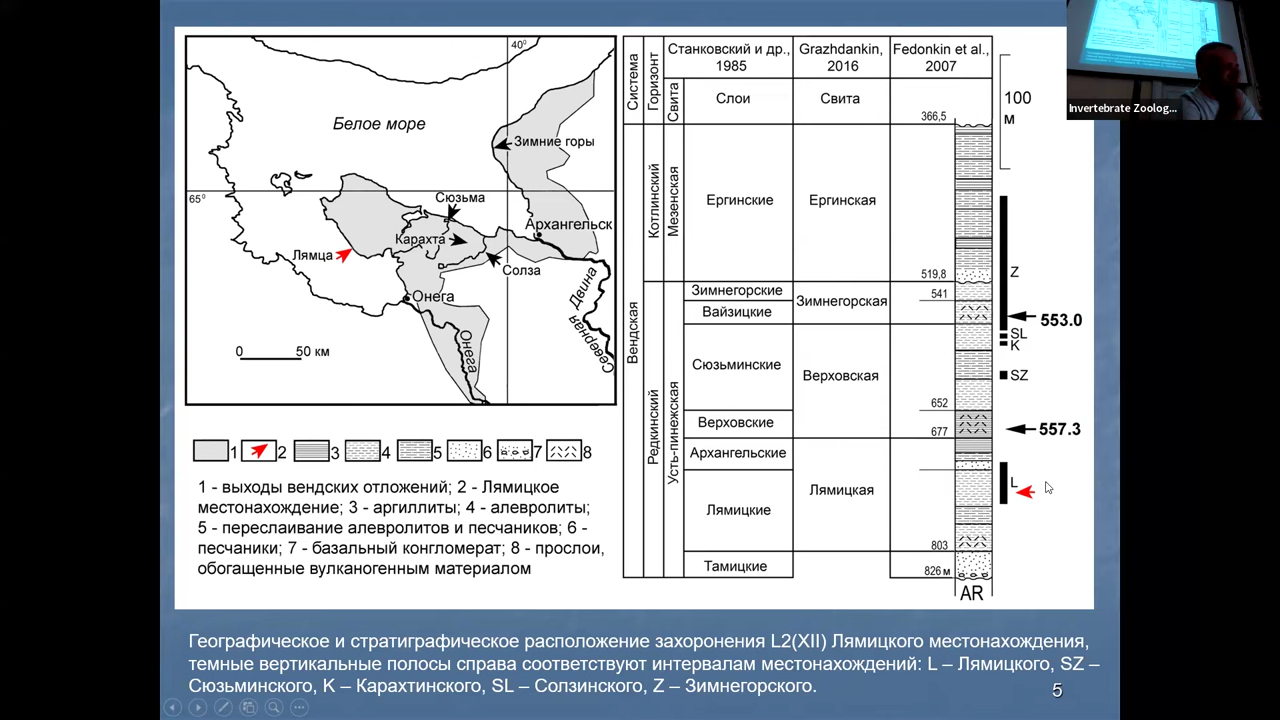 Invertebrate Zoolog...
40°
Белое море
Зимние горы
65°
Сюзьма
Архангельск
Карахта
Лямца
Солза
Онега
Северная Двина
Онега
0 50 км
1 2 3 4 5 6 7 8
1 - выходы вендских отложений; 2 - Лямицкое
местонахождение; 3 - аргиллиты; 4 - алевролиты;
5 - переслаивание алевролитов и песчаников; 6 -
песчаники; 7 - базальный конгломерат; 8 - прослои,
обогащенные вулканогенным материалом
Система
Горизонт
Свита
Станковский и др.,
1985
Grazhdankin,
2016
Fedonkin et al.,
2007
Слои
Свита
100
м
366,5
Вендская
Котлинский
Мезенская
Ергинские
Ергинская
519,8
Z
Редкинский
Усть-пинежская
Зимнегорские
541
Вайзицкие
Зимнегорская
553.0
SL
K
Сюзьминские
Верховская
SZ
652
Верховские
677
557.3
Архангельские
Лямицкая
L
Лямицкие
803
Тамицкие
826 м
AR
Географическое и стратиграфическое расположение захоронения L2(XII) Лямицкого местонахождения,
темные вертикальные полосы справа соответствуют интервалам местонахождений: L – Лямицкого, SZ –
Сюзьминского, K – Карахтинского, SL – Солзинского, Z – Зимнегорского.
5